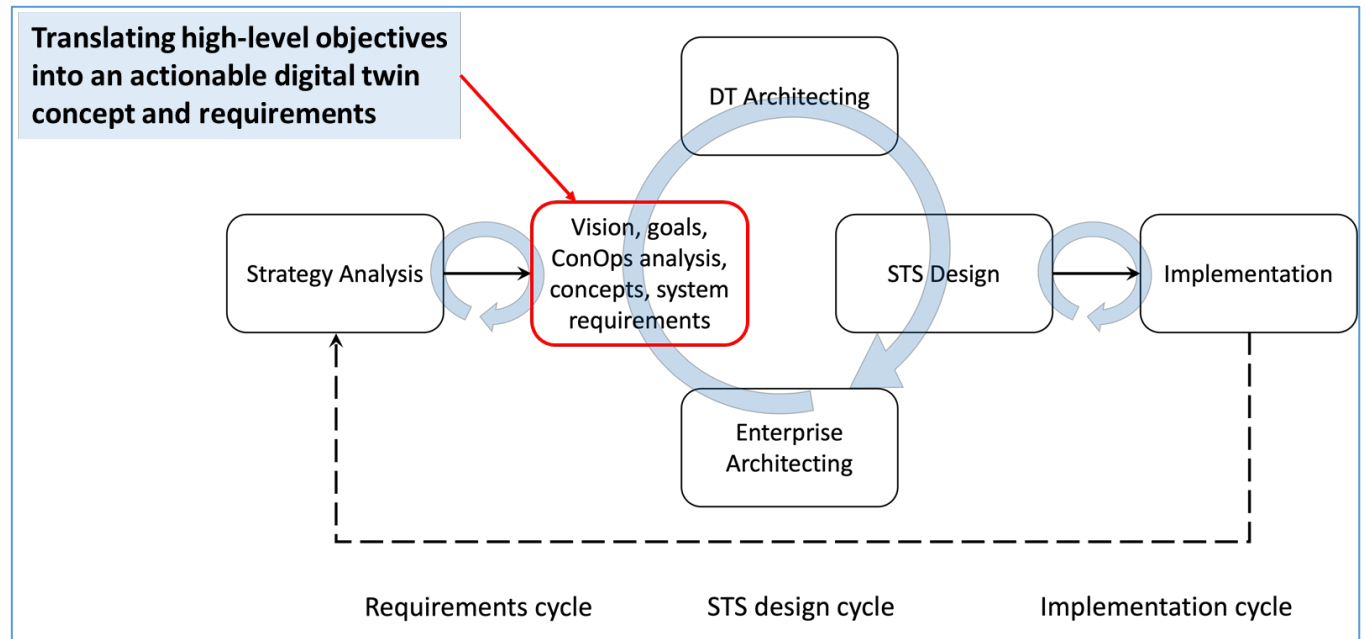 Translating high-level objectives
into an actionable digital twin
concept and requirements
DT Architecting
Strategy Analysis
Vision, goals,
ConOps analysis,
concepts, system
requirements
STS Design
Implementation
Enterprise
Architecting
Requirements cycle
STS design cycle
Implementation cycle